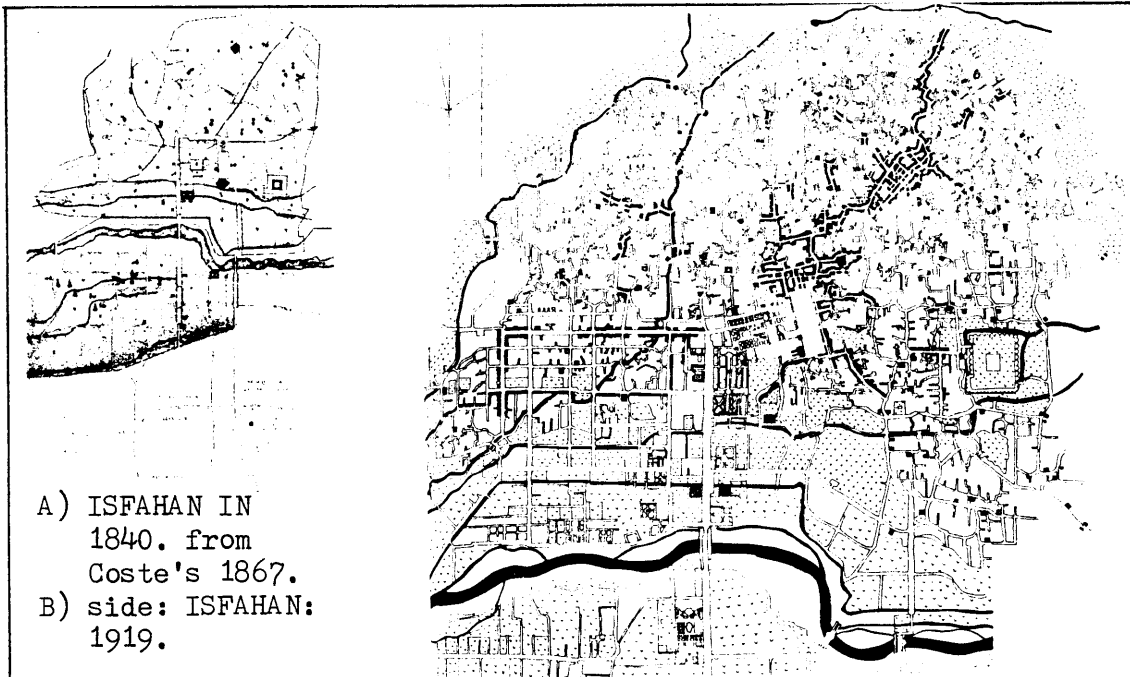 A) ISFAHAN IN
1840. from
Coste's 1867.
B) side: ISFAHAN:
1919.